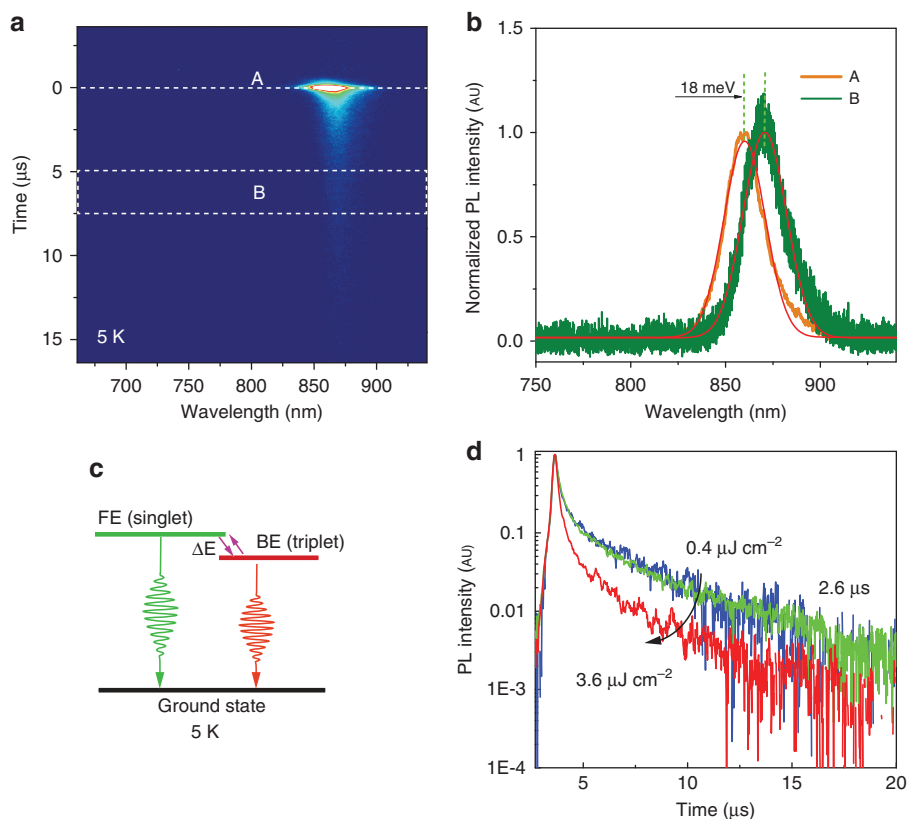 a
A
B
5 K
0
5
10
15
Time (μs)
700
750
800
850
900
Wavelength (nm)
b
18 meV
A
B
1.5
1.0
0.5
0.0
Normalized PL intensity (AU)
750
800
850
900
Wavelength (nm)
c
FE (singlet)
ΔE
BE (triplet)
Ground state
5 K
d
1
0.1
0.01
1E-3
1E-4
PL intensity (AU)
0.4 μJ cm⁻²
2.6 μs
3.6 μJ cm⁻²
5
10
15
20
Time (μs)